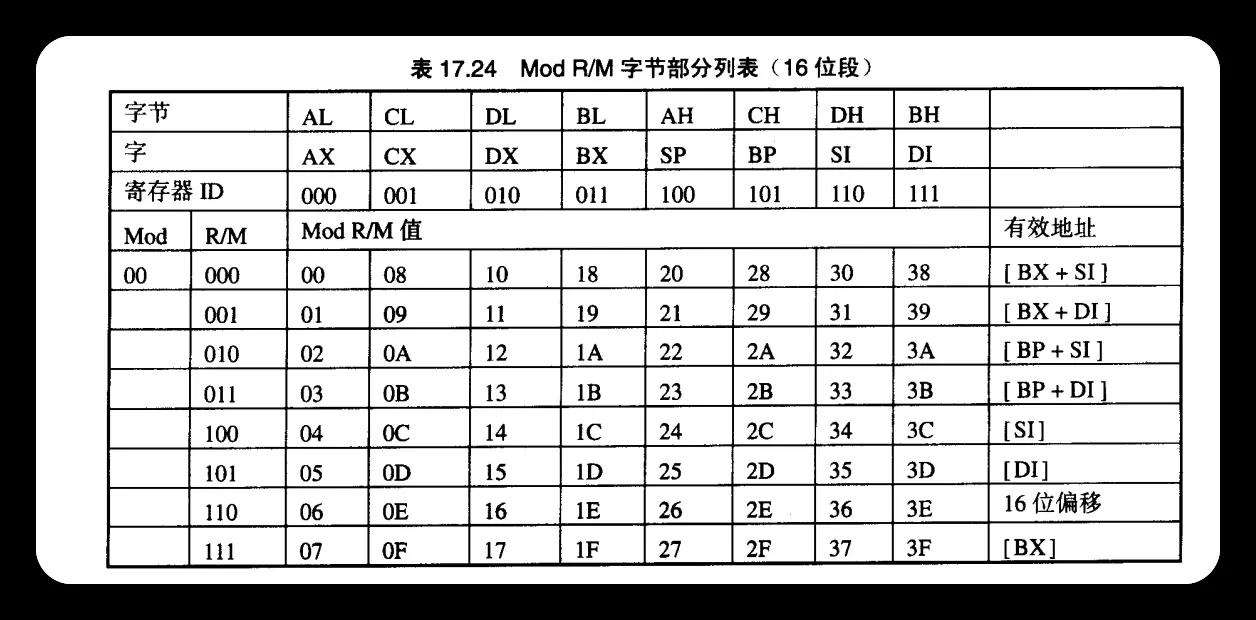 表 17.24 Mod R/M 字节部分列表（16 位段）
字节 AL CL DL BL AH CH DH BH
字 AX CX DX BX SP BP SI DI
寄存器 ID 000 001 010 011 100 101 110 111
Mod R/M Mod R/M 值 有效地址
00 000 00 08 10 18 20 28 30 38 [ BX + SI ]
001 01 09 11 19 21 29 31 39 [ BX + DI ]
010 02 0A 12 1A 22 2A 32 3A [ BP + SI ]
011 03 0B 13 1B 23 2B 33 3B [ BP + DI ]
100 04 0C 14 1C 24 2C 34 3C [SI]
101 05 0D 15 1D 25 2D 35 3D [DI]
110 06 0E 16 1E 26 2E 36 3E 16 位偏移
111 07 0F 17 1F 27 2F 37 3F [BX]